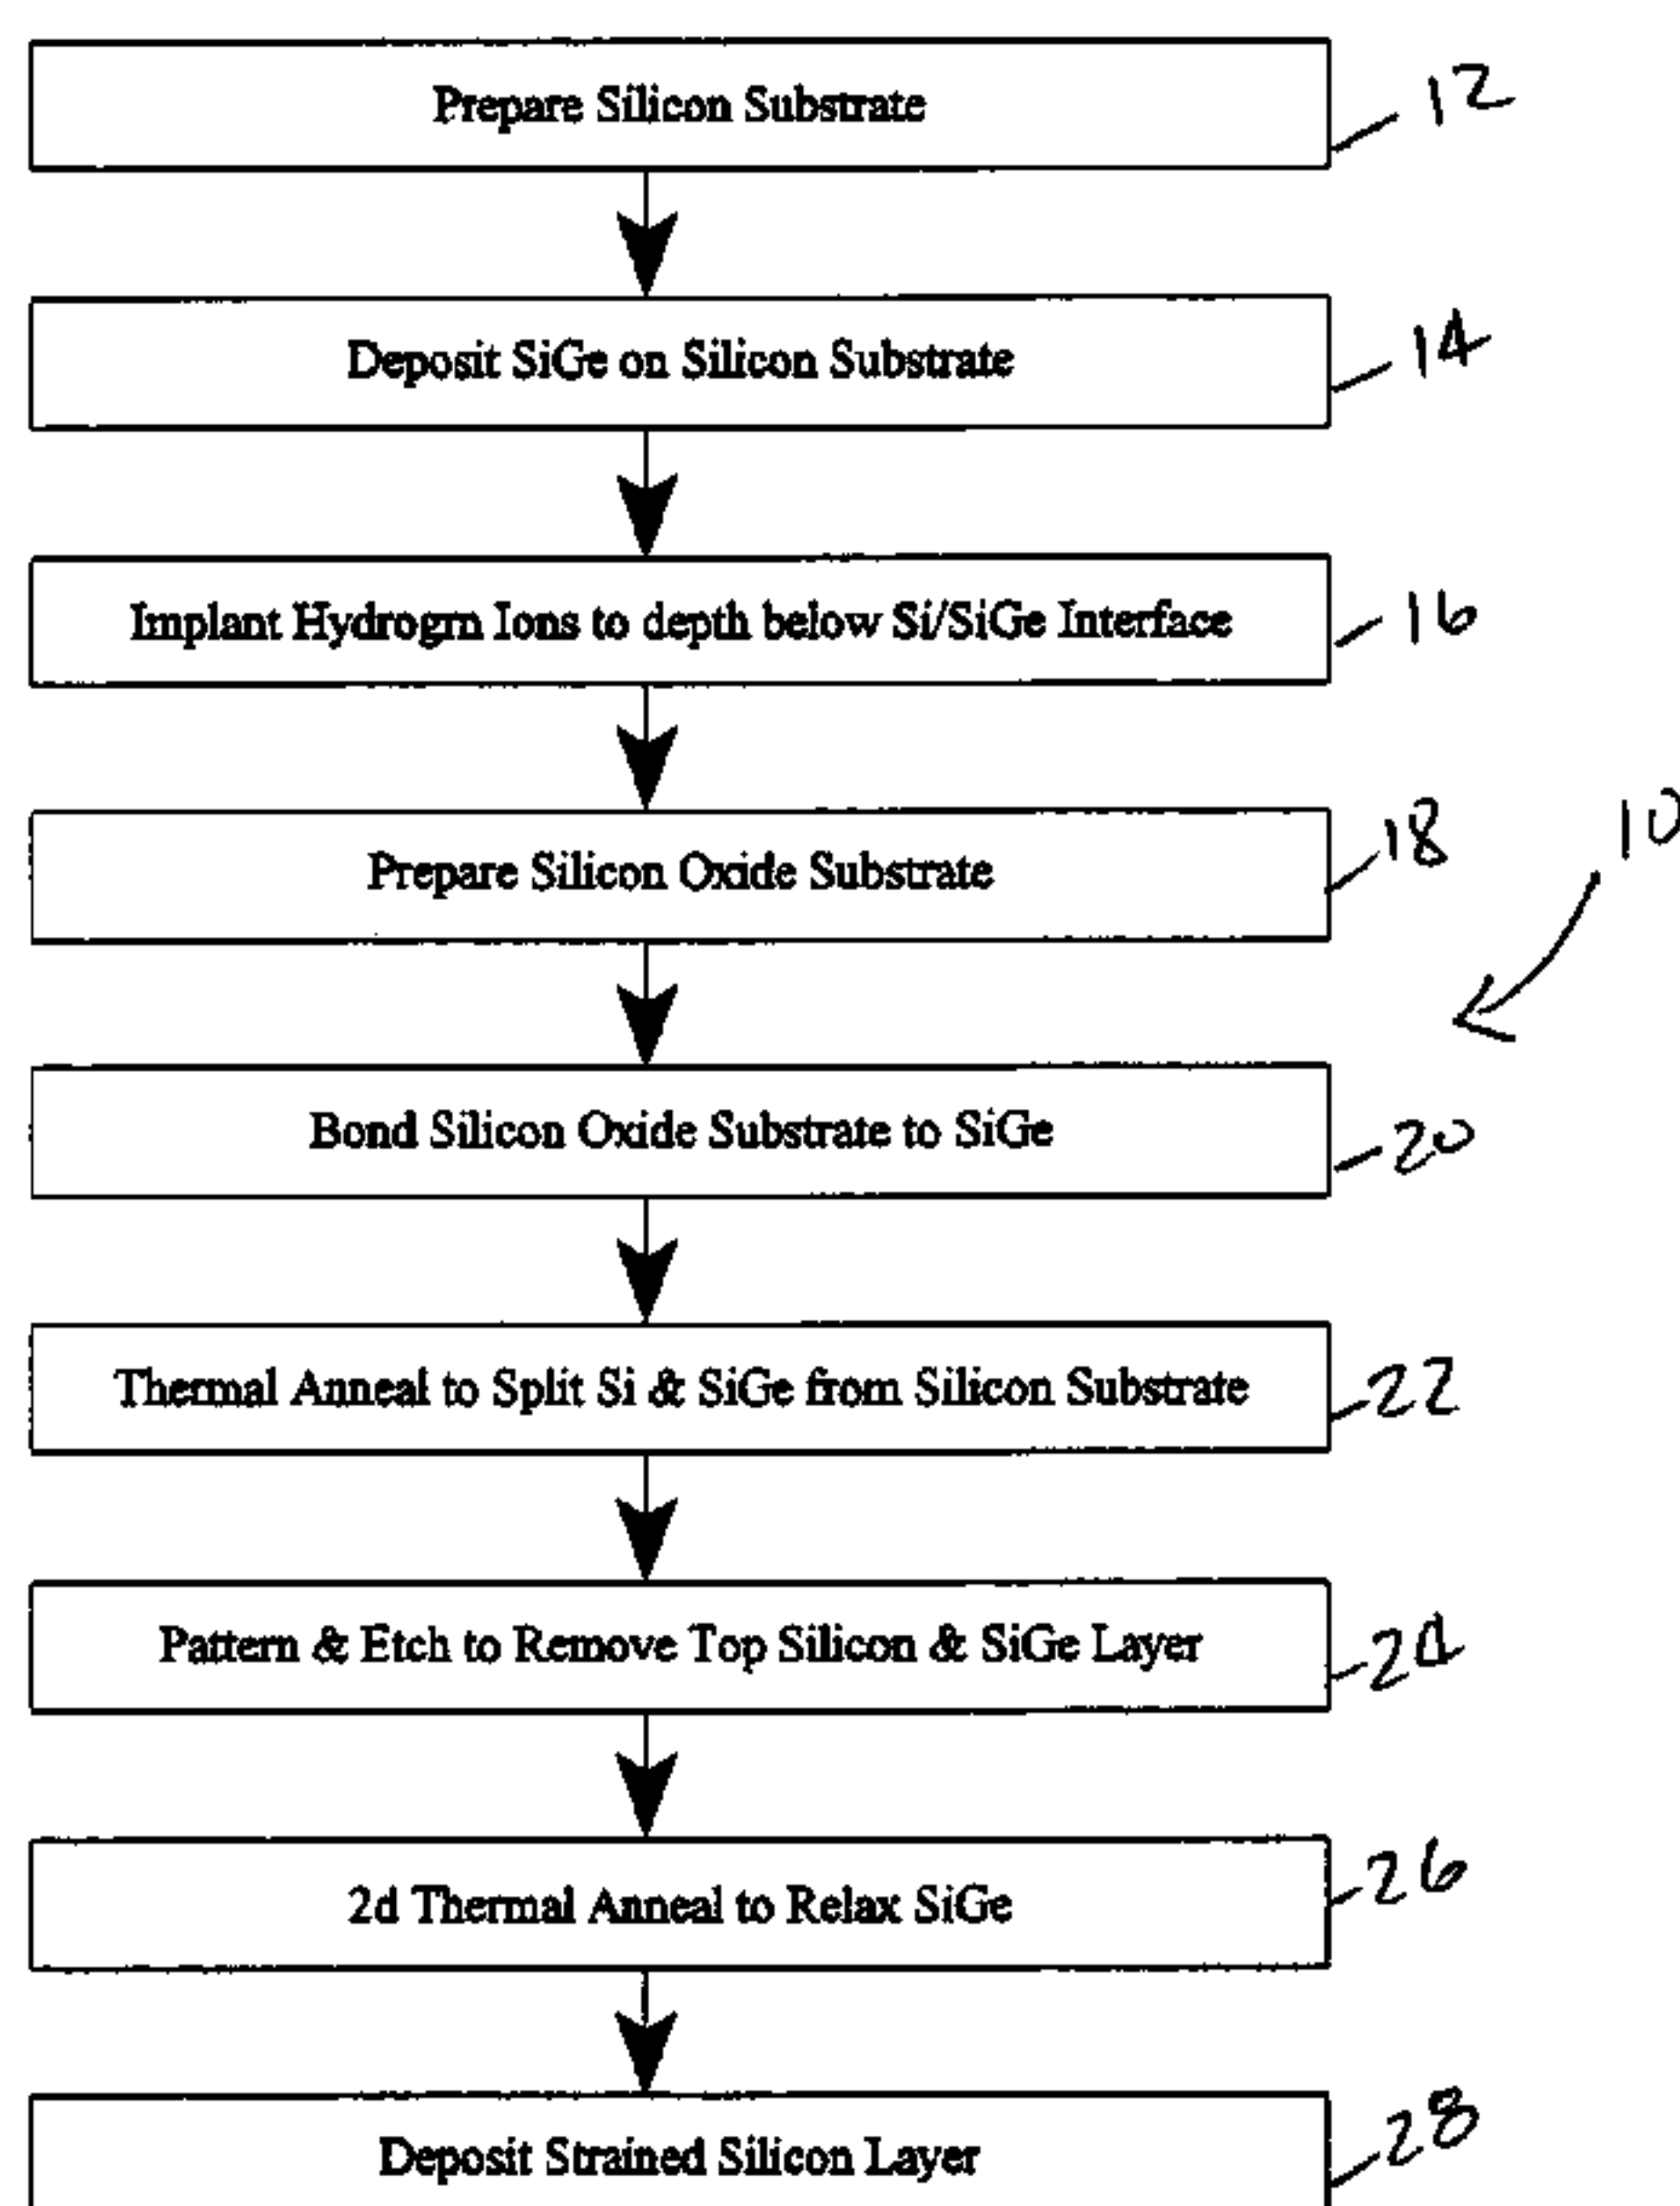 Prepare Silicon Substrate 12
Deposit SiGe on Silicon Substrate 14
Implant Hydrogrn Ions to depth below Si/SiGe Interface 16
Prepare Silicon Oxide Substrate 18
10
Bond Silicon Oxide Substrate to SiGe 20
Thermal Anneal to Split Si & SiGe from Silicon Substrate 22
Pattern & Etch to Remove Top Silicon & SiGe Layer 24
2d Thermal Anneal to Relax SiGe 26
Deposit Strained Silicon Layer 28